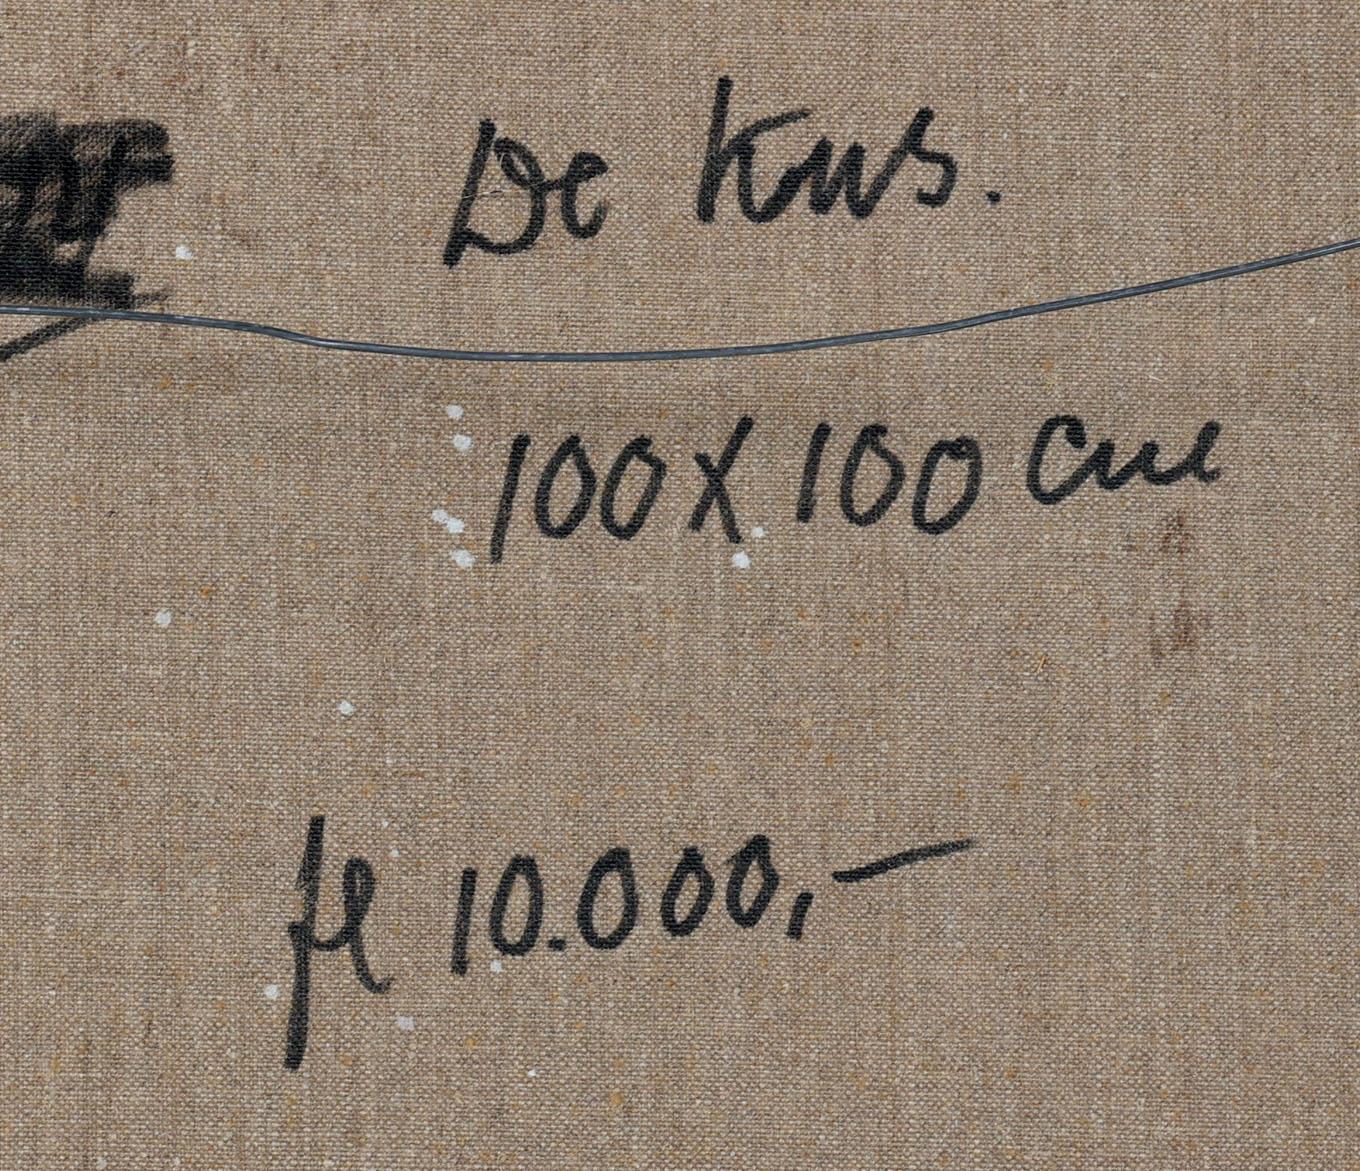 De Kus.
100 x 100 cm
fl 10.000,—